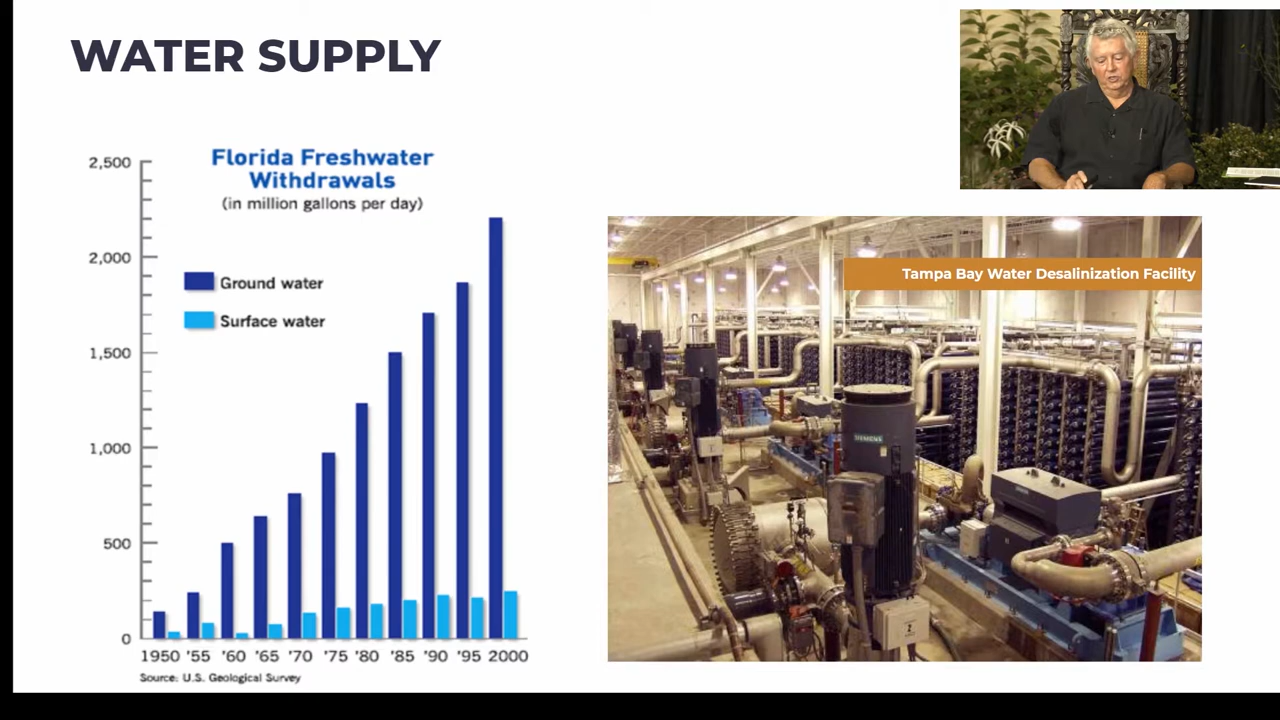 WATER SUPPLY
Florida Freshwater
Withdrawals
(in million gallons per day)
2,500
2,000
1,500
1,000
500
0
Ground water
Surface water
1950 '55 '60 '65 '70 '75 '80 '85 '90 '95 2000
Source: U.S. Geological Survey
Tampa Bay Water Desalinization Facility
SIEMENS
2